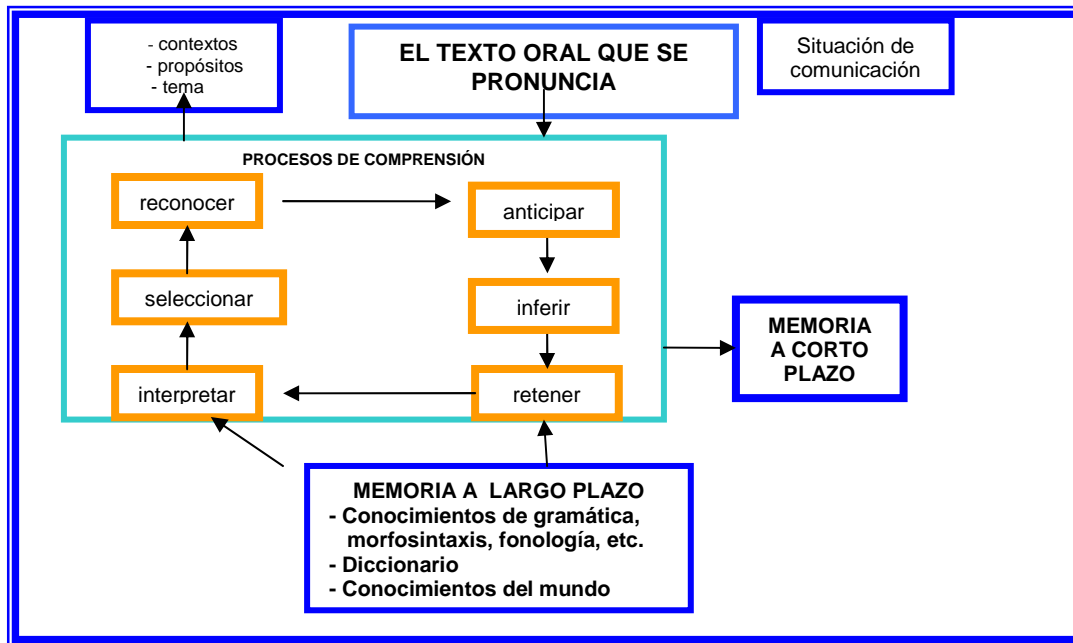 - contextos
- propósitos
- tema
EL TEXTO ORAL QUE SE
PRONUNCIA
Situación de
comunicación
PROCESOS DE COMPRENSIÓN
reconocer
anticipar
seleccionar
inferir
interpretar
retener
MEMORIA
A CORTO
PLAZO
MEMORIA A LARGO PLAZO
- Conocimientos de gramática,
morfosintaxis, fonología, etc.
- Diccionario
- Conocimientos del mundo